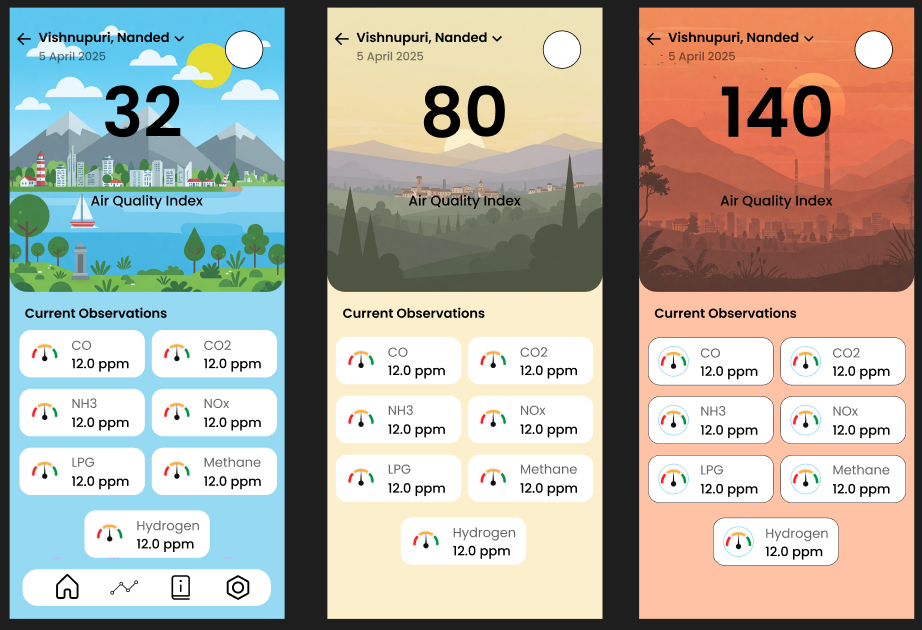 Vishnupuri, Nanded
5 April 2025
32
Air Quality Index
Current Observations
CO
12.0 ppm
CO2
12.0 ppm
NH3
12.0 ppm
NOx
12.0 ppm
LPG
12.0 ppm
Methane
12.0 ppm
Hydrogen
12.0 ppm
Vishnupuri, Nanded
5 April 2025
80
Air Quality Index
Current Observations
CO
12.0 ppm
CO2
12.0 ppm
NH3
12.0 ppm
NOx
12.0 ppm
LPG
12.0 ppm
Methane
12.0 ppm
Hydrogen
12.0 ppm
Vishnupuri, Nanded
5 April 2025
140
Air Quality Index
Current Observations
CO
12.0 ppm
CO2
12.0 ppm
NH3
12.0 ppm
NOx
12.0 ppm
LPG
12.0 ppm
Methane
12.0 ppm
Hydrogen
12.0 ppm